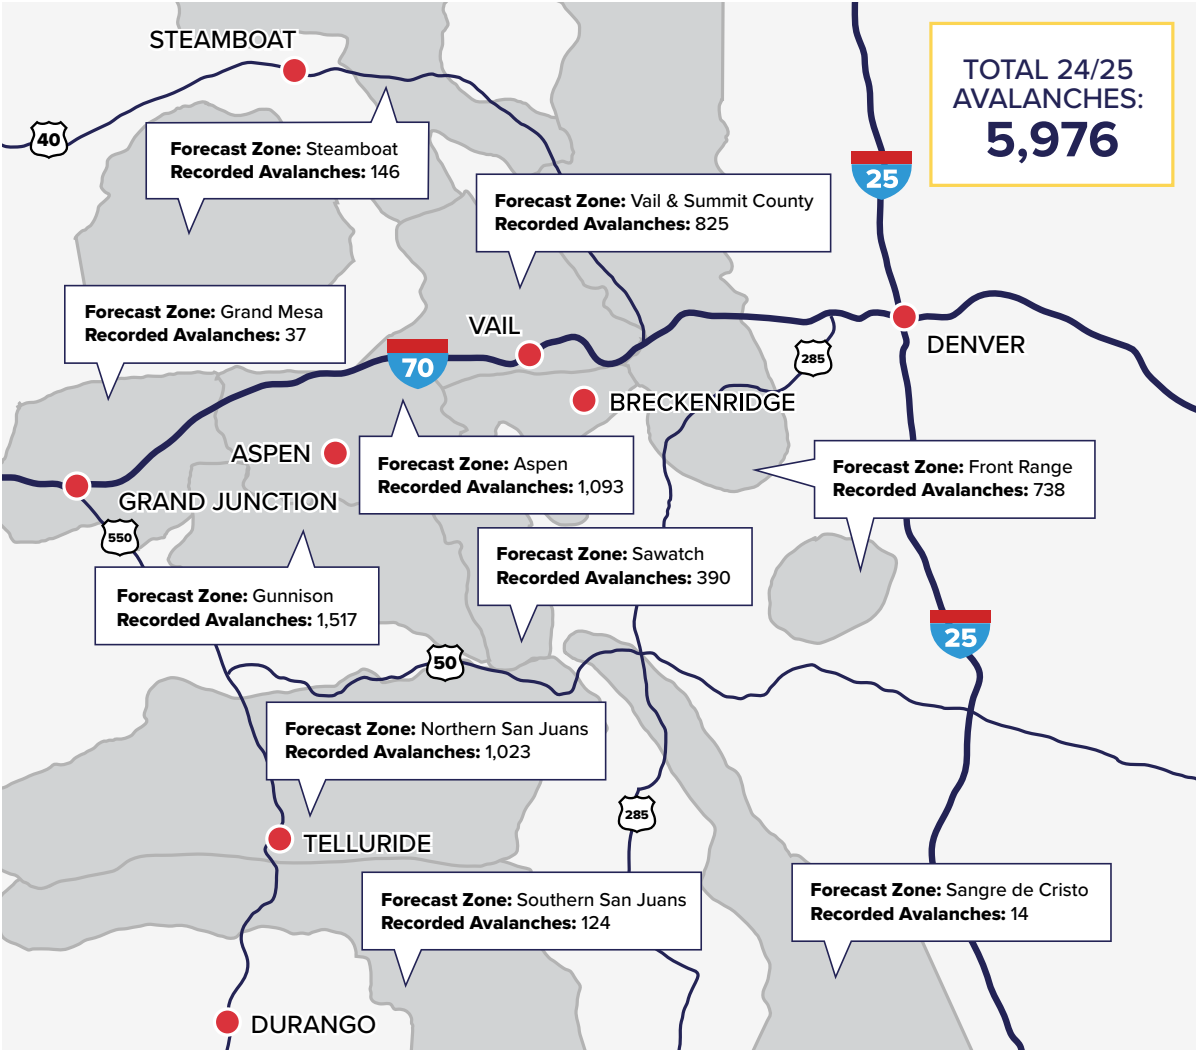 STEAMBOAT
TOTAL 24/25
AVALANCHES:
5,976
40
Forecast Zone: Steamboat
Recorded Avalanches: 146
25
Forecast Zone: Vail & Summit County
Recorded Avalanches: 825
Forecast Zone: Grand Mesa
Recorded Avalanches: 37
VAIL
DENVER
285
70
BRECKENRIDGE
ASPEN
Forecast Zone: Aspen
Recorded Avalanches: 1,093
Forecast Zone: Front Range
Recorded Avalanches: 738
GRAND JUNCTION
550
Forecast Zone: Sawatch
Recorded Avalanches: 390
Forecast Zone: Gunnison
Recorded Avalanches: 1,517
25
50
Forecast Zone: Northern San Juans
Recorded Avalanches: 1,023
285
TELLURIDE
Forecast Zone: Southern San Juans
Recorded Avalanches: 124
Forecast Zone: Sangre de Cristo
Recorded Avalanches: 14
DURANGO